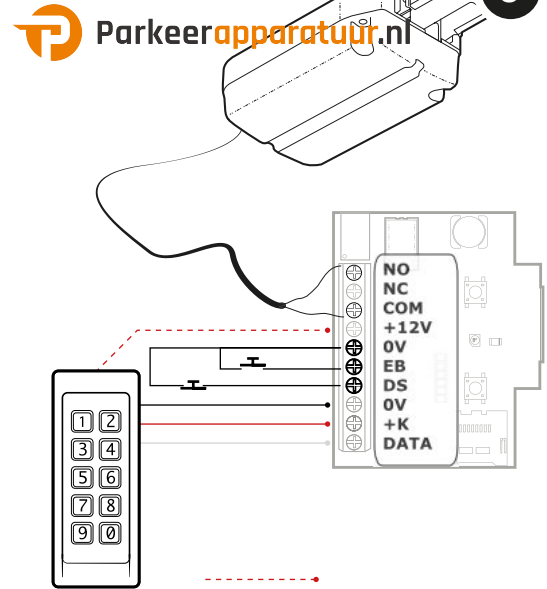 Parkeerapparatuur.nl
NO
NC
COM
+12V
0V
EB
DS
0V
+K
DATA
1 2
3 4
5 6
7 8
9 0